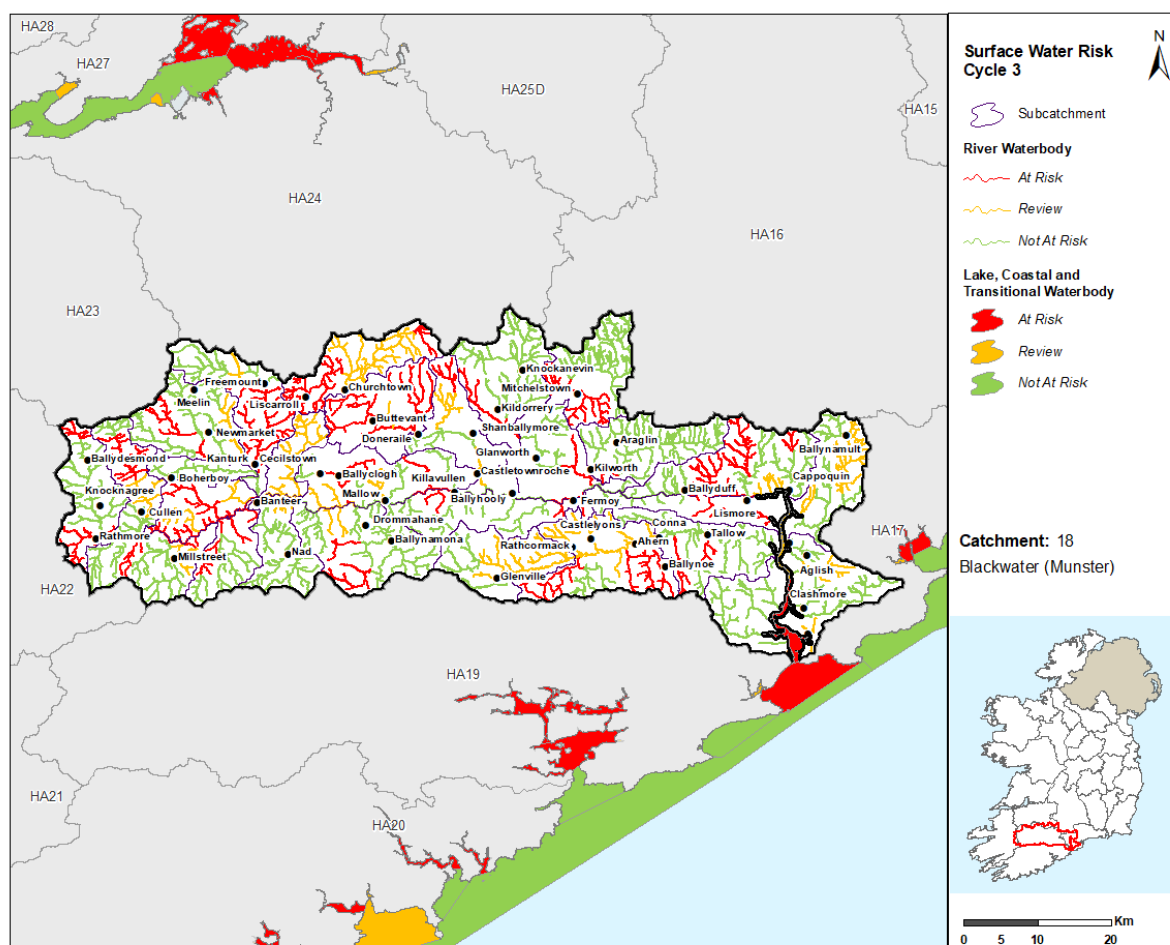 HA28
HA27
HA25D
HA15
HA24
HA16
HA23
HA22
HA17
HA19
HA21
HA20
Knockanevin
Freemount
Churchtown
Mitchelstown
Meelin
Liscarroll
Kildorrery
Buttevant
Newmarket
Doneraile
Shanballymore
Araglin
Ballynamult
Ballydesmond
Kanturk
Cecilstown
Glanworth
Boherboy
Ballyclogh
Killavullen
Castletownroche
Kilworth
Cappoquin
Knocknagree
Mallow
Ballyhooly
Ballyduff
Cullen
Banteer
Fermoy
Lismore
Drommahane
Castlelyons
Conna
Rathmore
Ballynamona
Rathcormack
Ahern
Tallow
Millstreet
Nad
Ballynoe
Aglish
Glenville
Clashmore
Surface Water Risk
Cycle 3
N
Subcatchment
River Waterbody
At Risk
Review
Not At Risk
Lake, Coastal and
Transitional Waterbody
At Risk
Review
Not At Risk
Catchment: 18
Blackwater (Munster)
Km
0 5 10 20